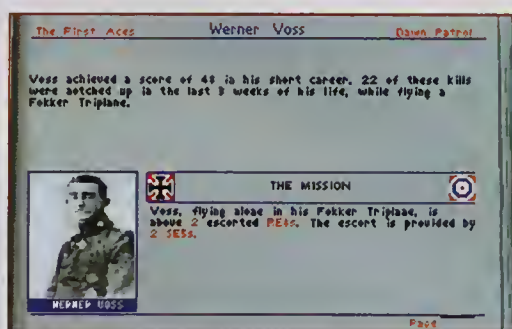 The First Aces Werner Voss Dawn Patrol
Voss achieved a score of 48 in his short career. 22 of these kills
were notched up in the last 3 weeks of his life, while flying a
Fokker Triplane.
THE MISSION
Voss, flying alone in his Fokker Triplane, is
above 2 escorted RE8s. The escort is provided by
2 SE5s.
WERNER VOSS
Page